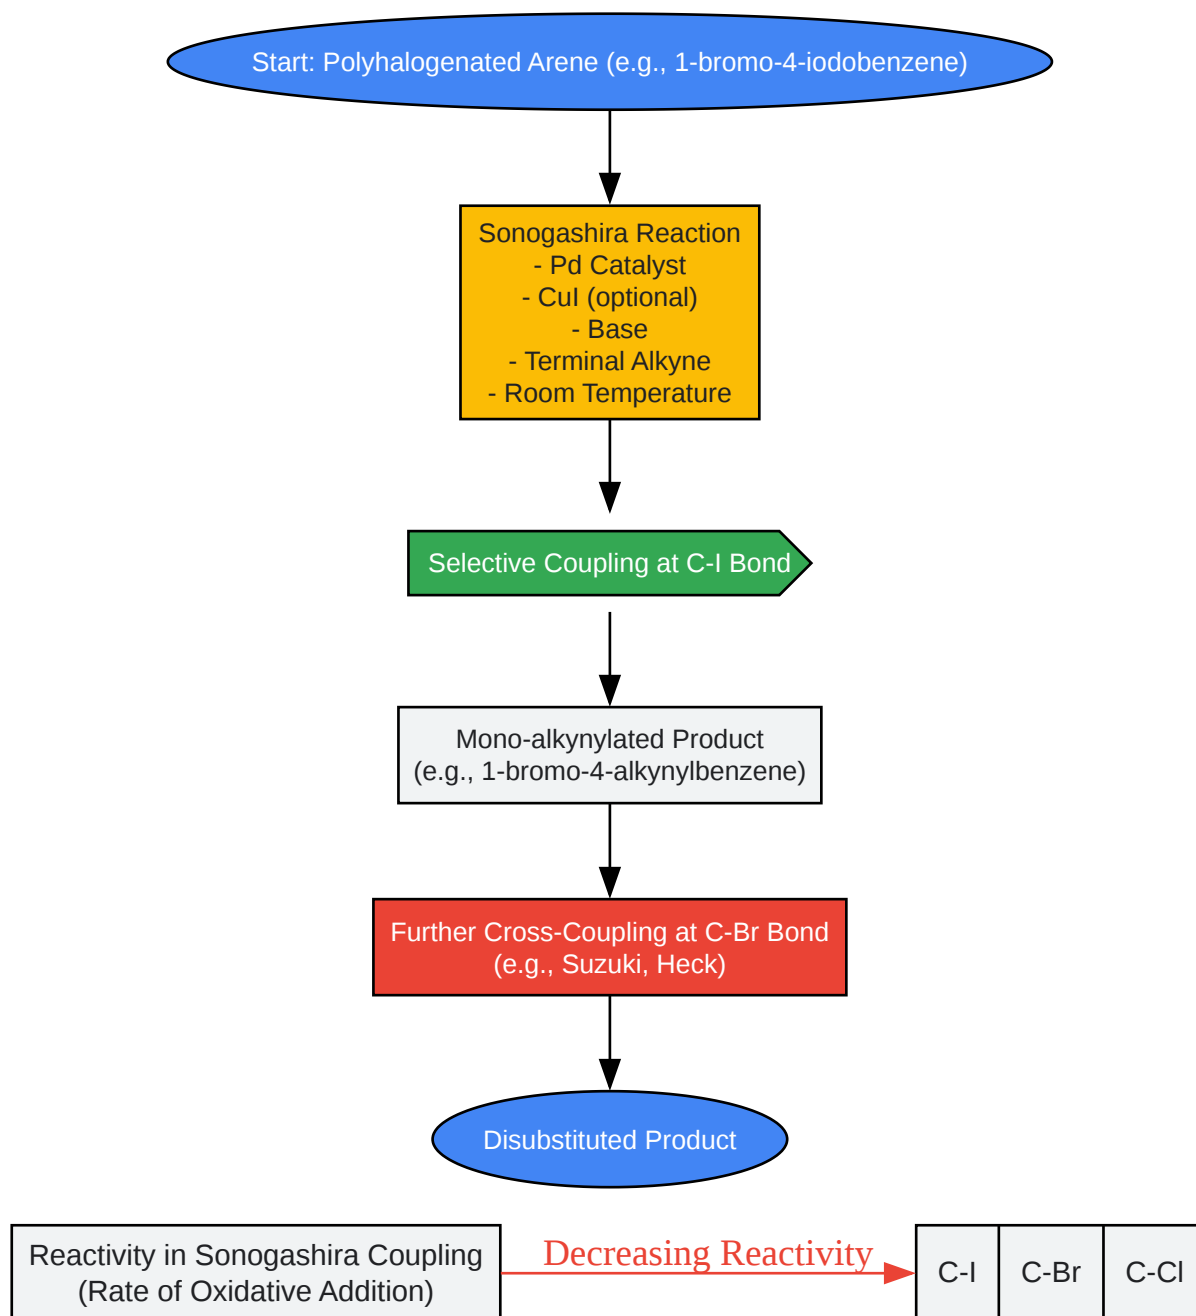 Start: Polyhalogenated Arene (e.g., 1-bromo-4-iodobenzene)
Sonogashira Reaction
- Pd Catalyst
- CuI (optional)
- Base
- Terminal Alkyne
- Room Temperature
Selective Coupling at C-I Bond
Mono-alkynylated Product
(e.g., 1-bromo-4-alkynylbenzene)
Further Cross-Coupling at C-Br Bond
(e.g., Suzuki, Heck)
Disubstituted Product
Reactivity in Sonogashira Coupling
(Rate of Oxidative Addition)
Decreasing Reactivity
C-I
C-Br
C-Cl